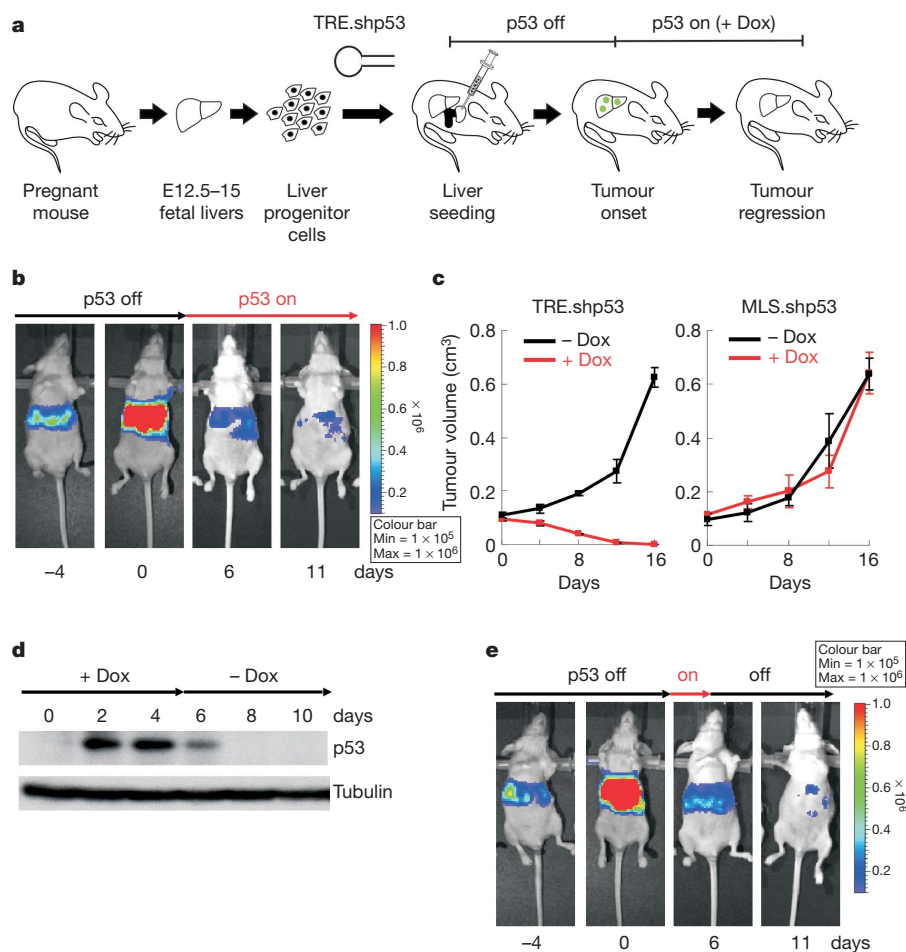 a
TRE.shp53
p53 off
p53 on (+ Dox)
Pregnant
mouse
E12.5–15
fetal livers
Liver
progenitor
cells
Liver
seeding
Tumour
onset
Tumour
regression
b
p53 off
p53 on
1.0
0.8
0.6
0.4
0.2
×10⁶
Colour bar
Min = 1 × 10⁵
Max = 1 × 10⁶
–4
0
6
11
days
c
TRE.shp53
– Dox
+ Dox
Tumour volume (cm³)
0.8
0.6
0.4
0.2
0
0
4
8
12
16
Days
MLS.shp53
– Dox
+ Dox
0.8
0.6
0.4
0.2
0
0
4
8
12
16
Days
d
+ Dox
– Dox
0 2 4 6 8 10 days
p53
Tubulin
e
Colour bar
Min = 1 × 10⁵
Max = 1 × 10⁶
p53 off
on
off
1.0
0.8
0.6
0.4
0.2
×10⁶
–4
0
6
11
days